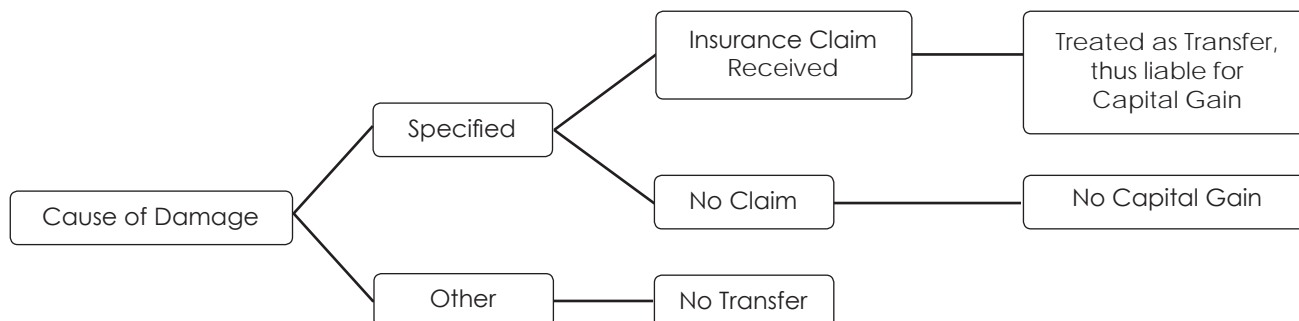 Cause of Damage
Specified
Insurance Claim
Received
Treated as Transfer,
thus liable for
Capital Gain
No Claim
No Capital Gain
Other
No Transfer